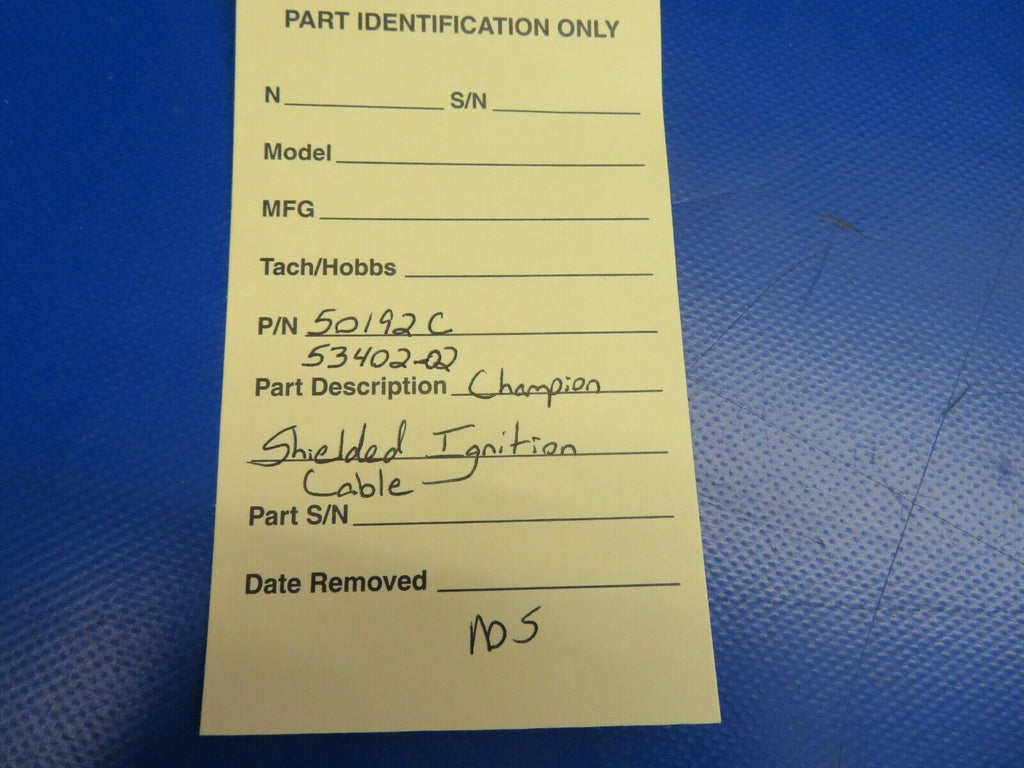 PART IDENTIFICATION ONLY
N S/N
Model
MFG
Tach/Hobbs
P/N 50192C
53402-02
Part Description Champion
Shielded Ignition
Cable
Part S/N
Date Removed
NOS